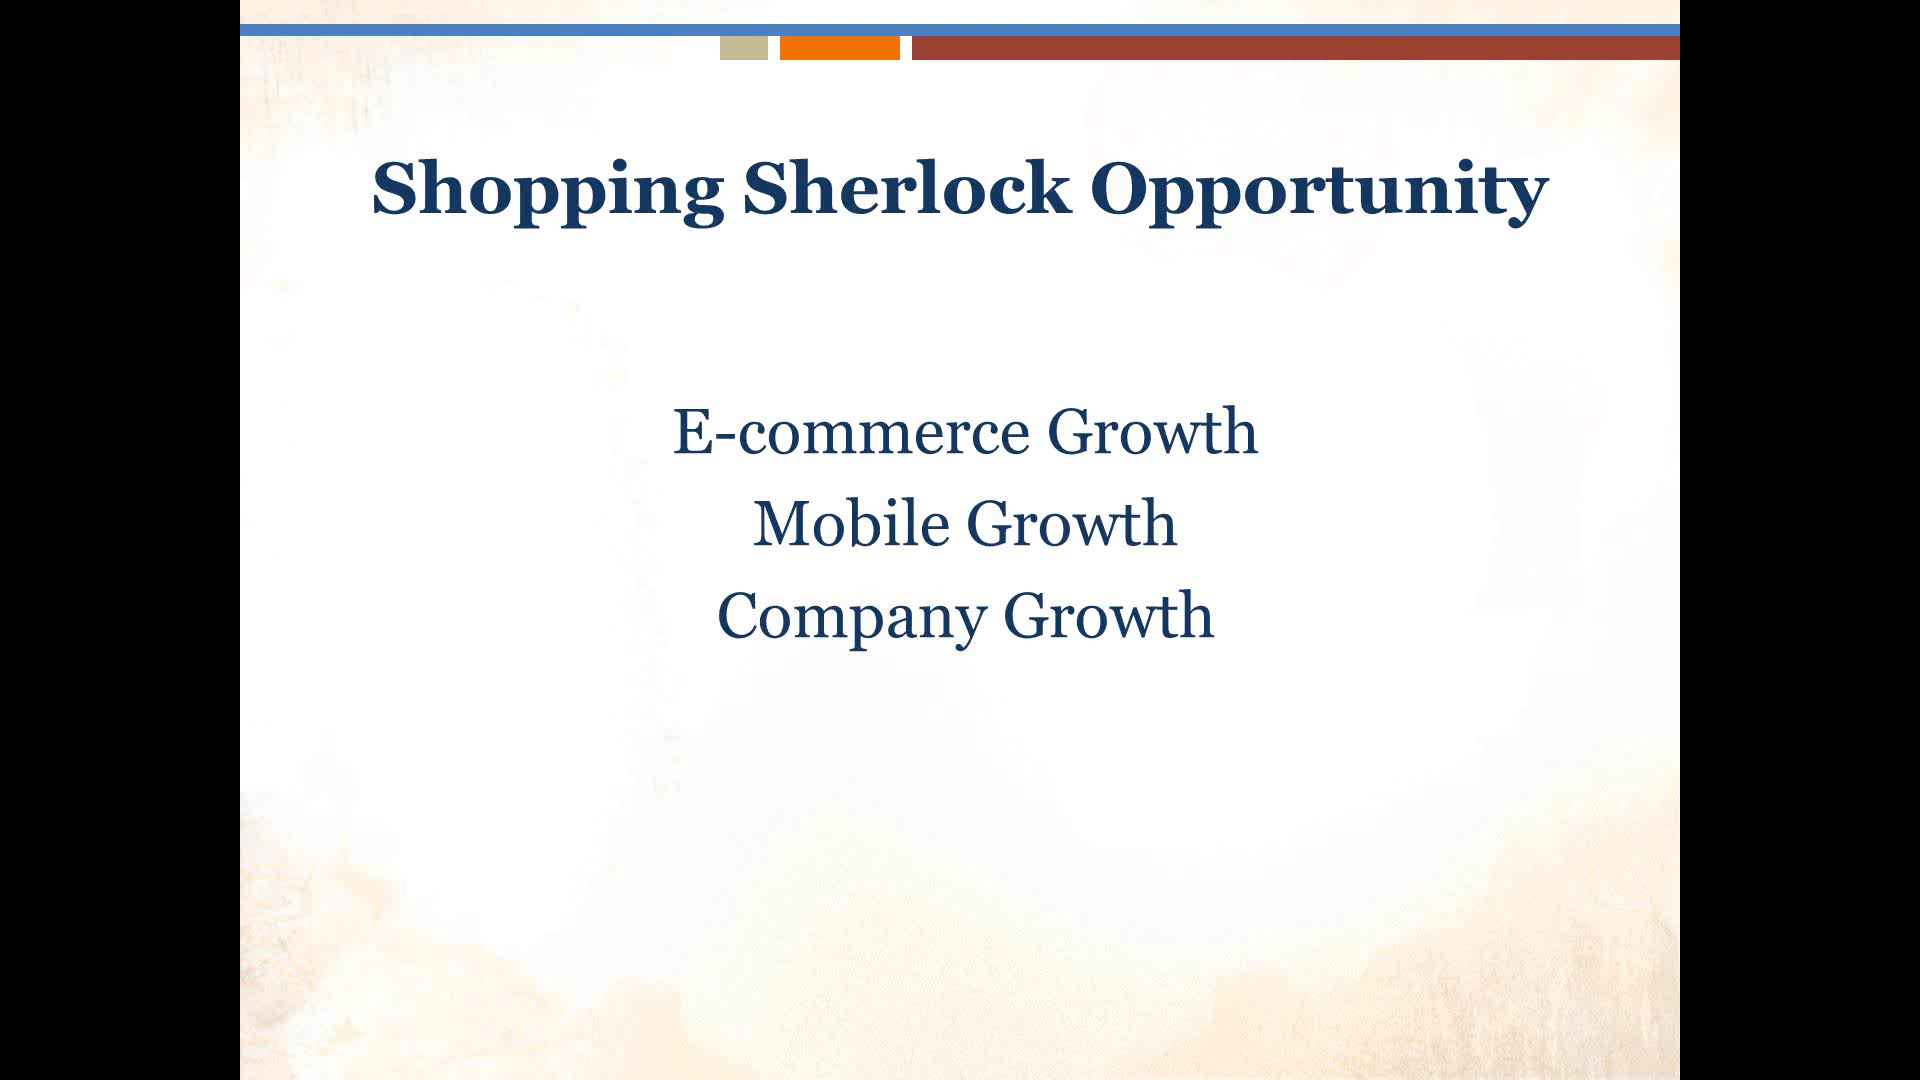 Shopping Sherlock Opportunity
E-commerce Growth
Mobile Growth
Company Growth